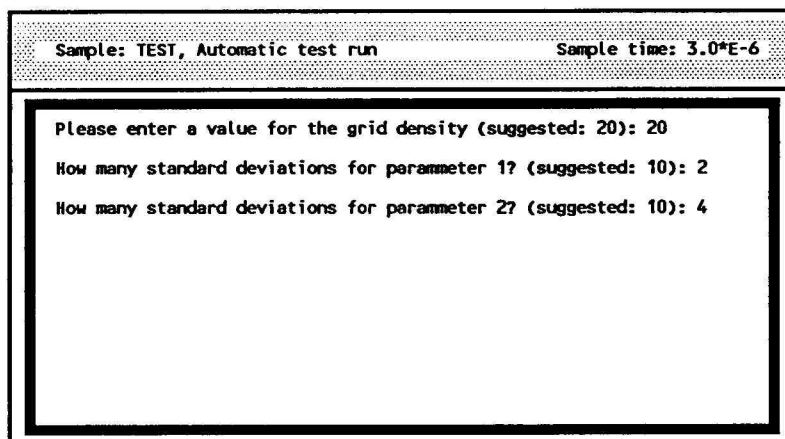 Sample: TEST, Automatic test run Sample time: 3.0*E-6
Please enter a value for the grid density (suggested: 20): 20
How many standard deviations for parammeter 1? (suggested: 10): 2
How many standard deviations for parammeter 2? (suggested: 10): 4